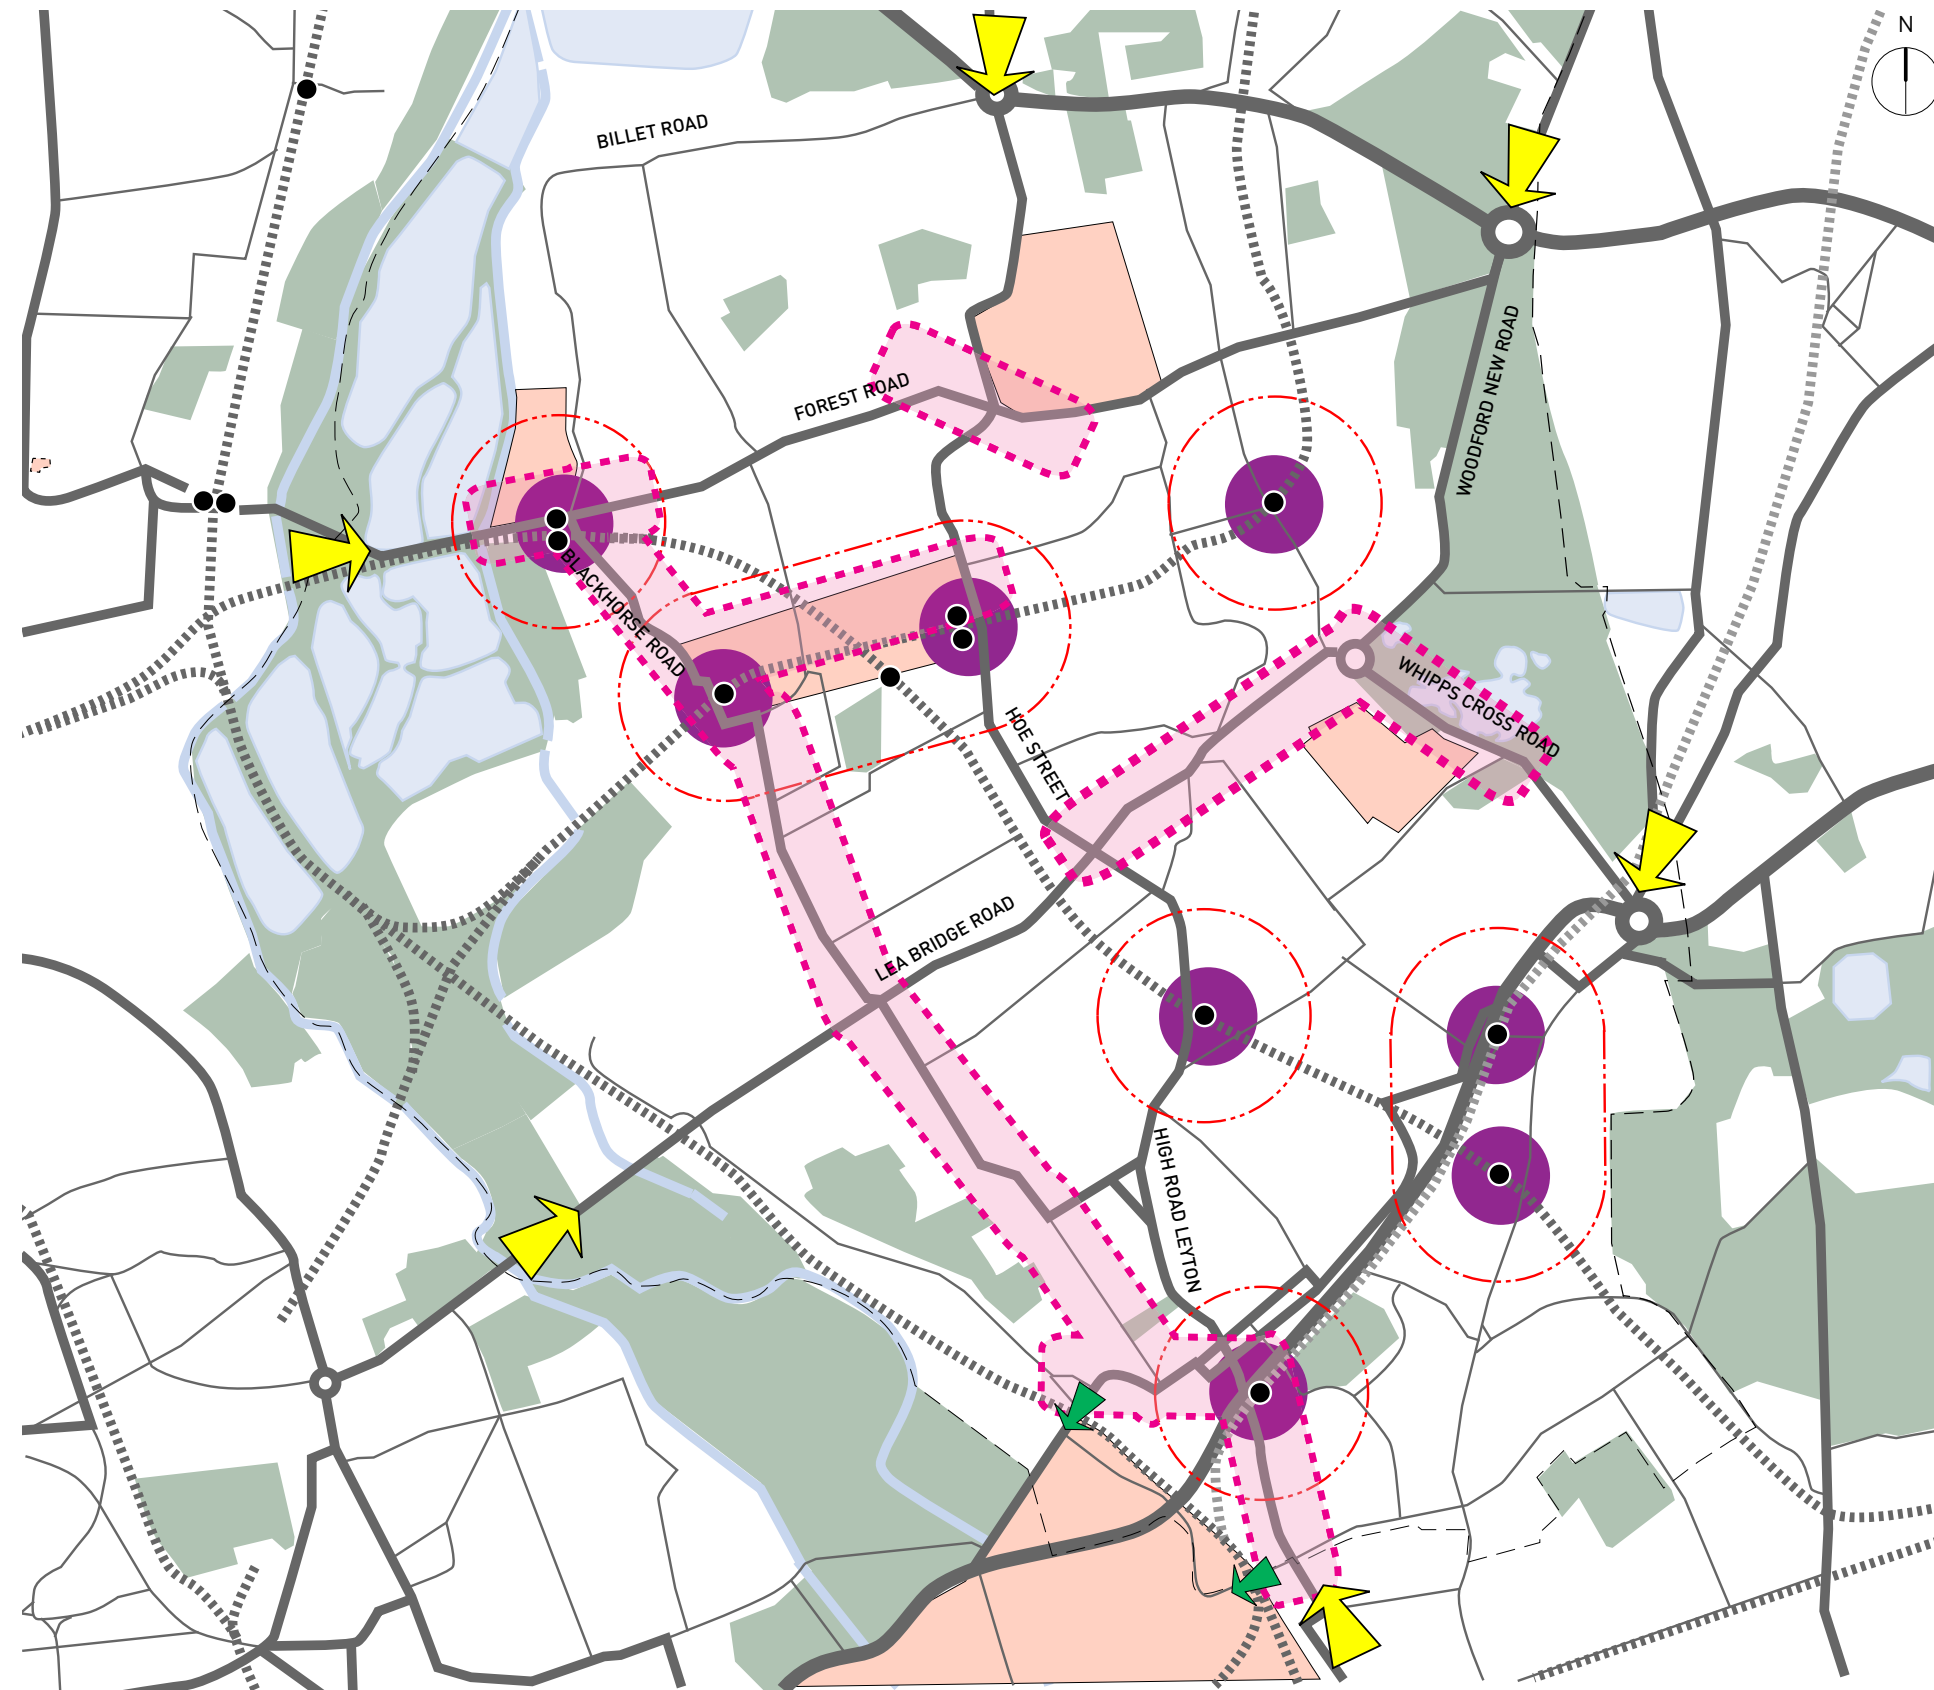 N
BILLET ROAD
FOREST ROAD
WOODFORD NEW ROAD
BLACKHORSE ROAD
WHIPPS CROSS ROAD
HOE STREET
LEA BRIDGE ROAD
HIGH ROAD LEYTON